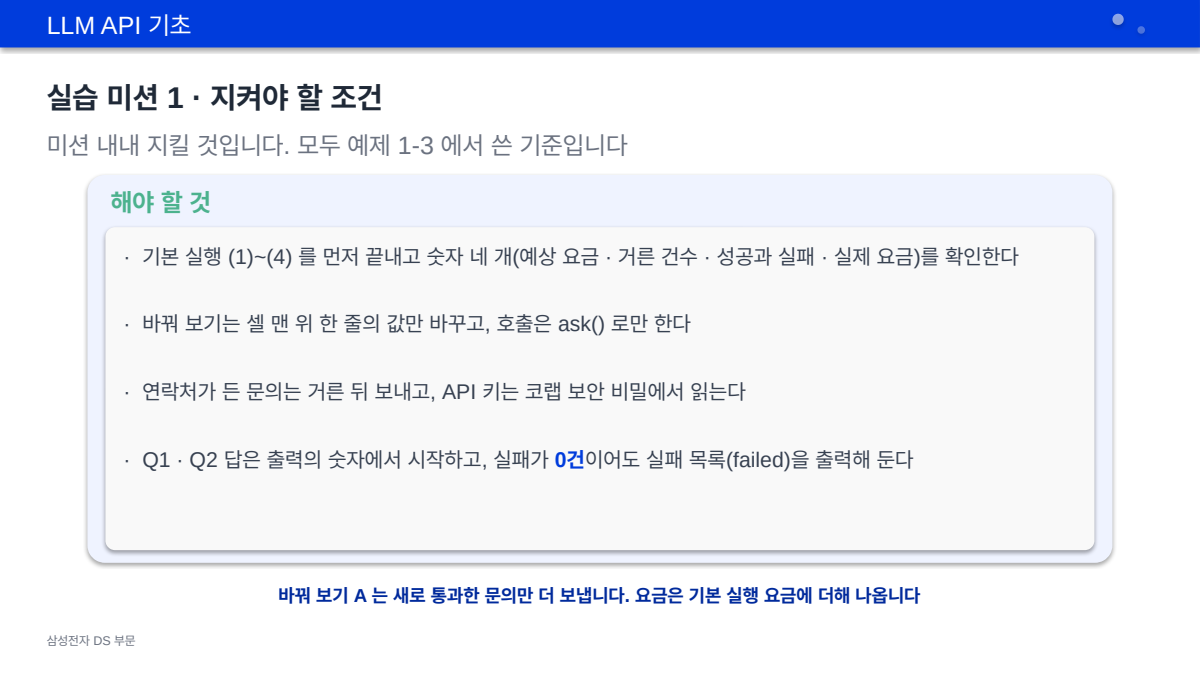 LLM API 기초
실습 미션 1 · 지켜야 할 조건
미션 내내 지킬 것입니다. 모두 예제 1-3 에서 쓴 기준입니다
해야 할 것
· 기본 실행 (1)~(4) 를 먼저 끝내고 숫자 네 개(예상 요금 · 거른 건수 · 성공과 실패 · 실제 요금)를 확인한다
· 바꿔 보기는 셀 맨 위 한 줄의 값만 바꾸고, 호출은 ask() 로만 한다
· 연락처가 든 문의는 거른 뒤 보내고, API 키는 코랩 보안 비밀에서 읽는다
· Q1 · Q2 답은 출력의 숫자에서 시작하고, 실패가 0건이어도 실패 목록(failed)을 출력해 둔다
바꿔 보기 A 는 새로 통과한 문의만 더 보냅니다. 요금은 기본 실행 요금에 더해 나옵니다
삼성전자 DS 부문